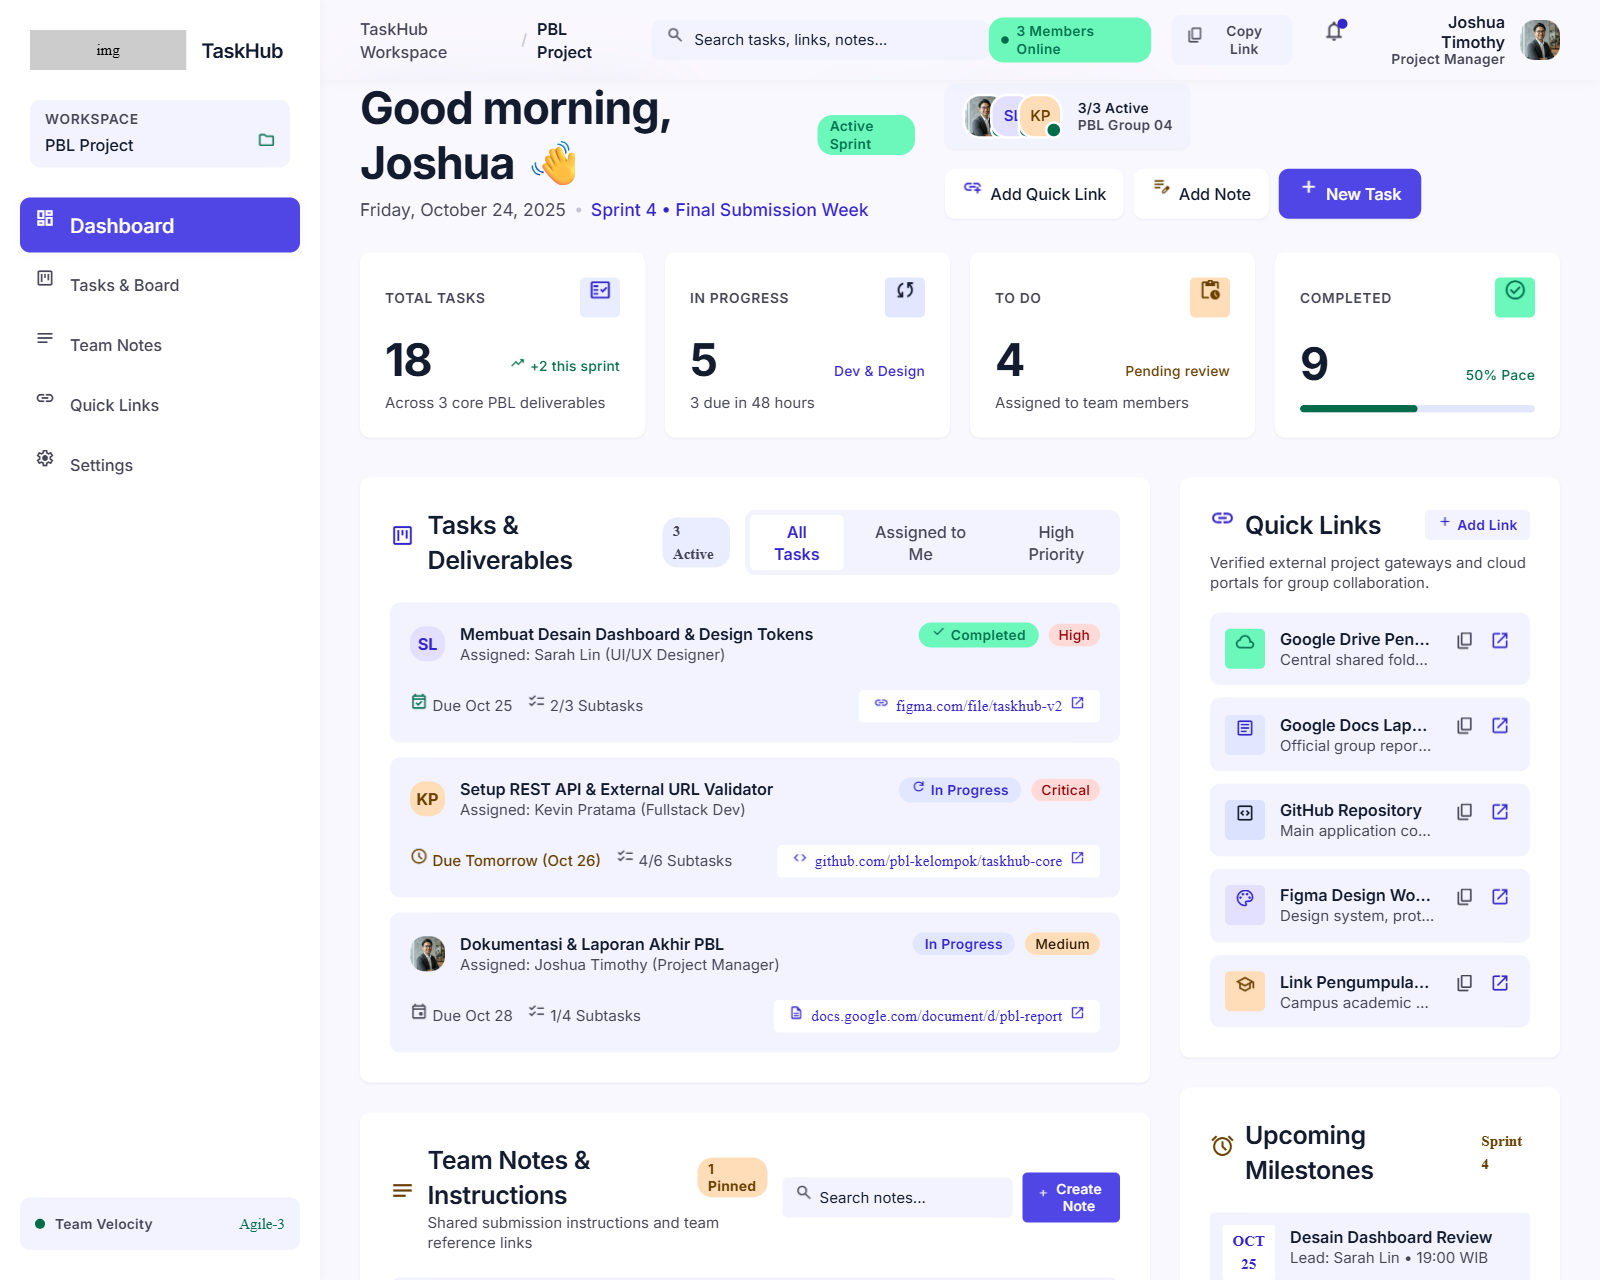 img
TaskHub
WORKSPACE
PBL Project
Dashboard
Tasks & Board
Team Notes
Quick Links
Settings
Team Velocity
Agile-3
TaskHub
Workspace
/
PBL
Project
Search tasks, links, notes...
3 Members
Online
Copy
Link
Joshua
Timothy
Project Manager
Good morning,
Joshua 👋
Active
Sprint
Friday, October 24, 2025 • Sprint 4 • Final Submission Week
SL
KP
3/3 Active
PBL Group 04
Add Quick Link
Add Note
New Task
TOTAL TASKS
18
+2 this sprint
Across 3 core PBL deliverables
IN PROGRESS
5
Dev & Design
3 due in 48 hours
TO DO
4
Pending review
Assigned to team members
COMPLETED
9
50% Pace
Tasks &
Deliverables
3
Active
All
Tasks
Assigned to
Me
High
Priority
SL
Membuat Desain Dashboard & Design Tokens
Assigned: Sarah Lin (UI/UX Designer)
Completed
High
Due Oct 25
2/3 Subtasks
figma.com/file/taskhub-v2
KP
Setup REST API & External URL Validator
Assigned: Kevin Pratama (Fullstack Dev)
In Progress
Critical
Due Tomorrow (Oct 26)
4/6 Subtasks
github.com/pbl-kelompok/taskhub-core
Dokumentasi & Laporan Akhir PBL
Assigned: Joshua Timothy (Project Manager)
In Progress
Medium
Due Oct 28
1/4 Subtasks
docs.google.com/document/d/pbl-report
Team Notes &
Instructions
Shared submission instructions and team
reference links
1
Pinned
Search notes...
Create
Note
Quick Links
Add Link
Verified external project gateways and cloud
portals for group collaboration.
Google Drive Pen...
Central shared fold...
Google Docs Lap...
Official group repor...
GitHub Repository
Main application co...
Figma Design Wo...
Design system, prot...
Link Pengumpula...
Campus academic ...
Upcoming
Milestones
Sprint
4
OCT
25
Desain Dashboard Review
Lead: Sarah Lin • 19:00 WIB